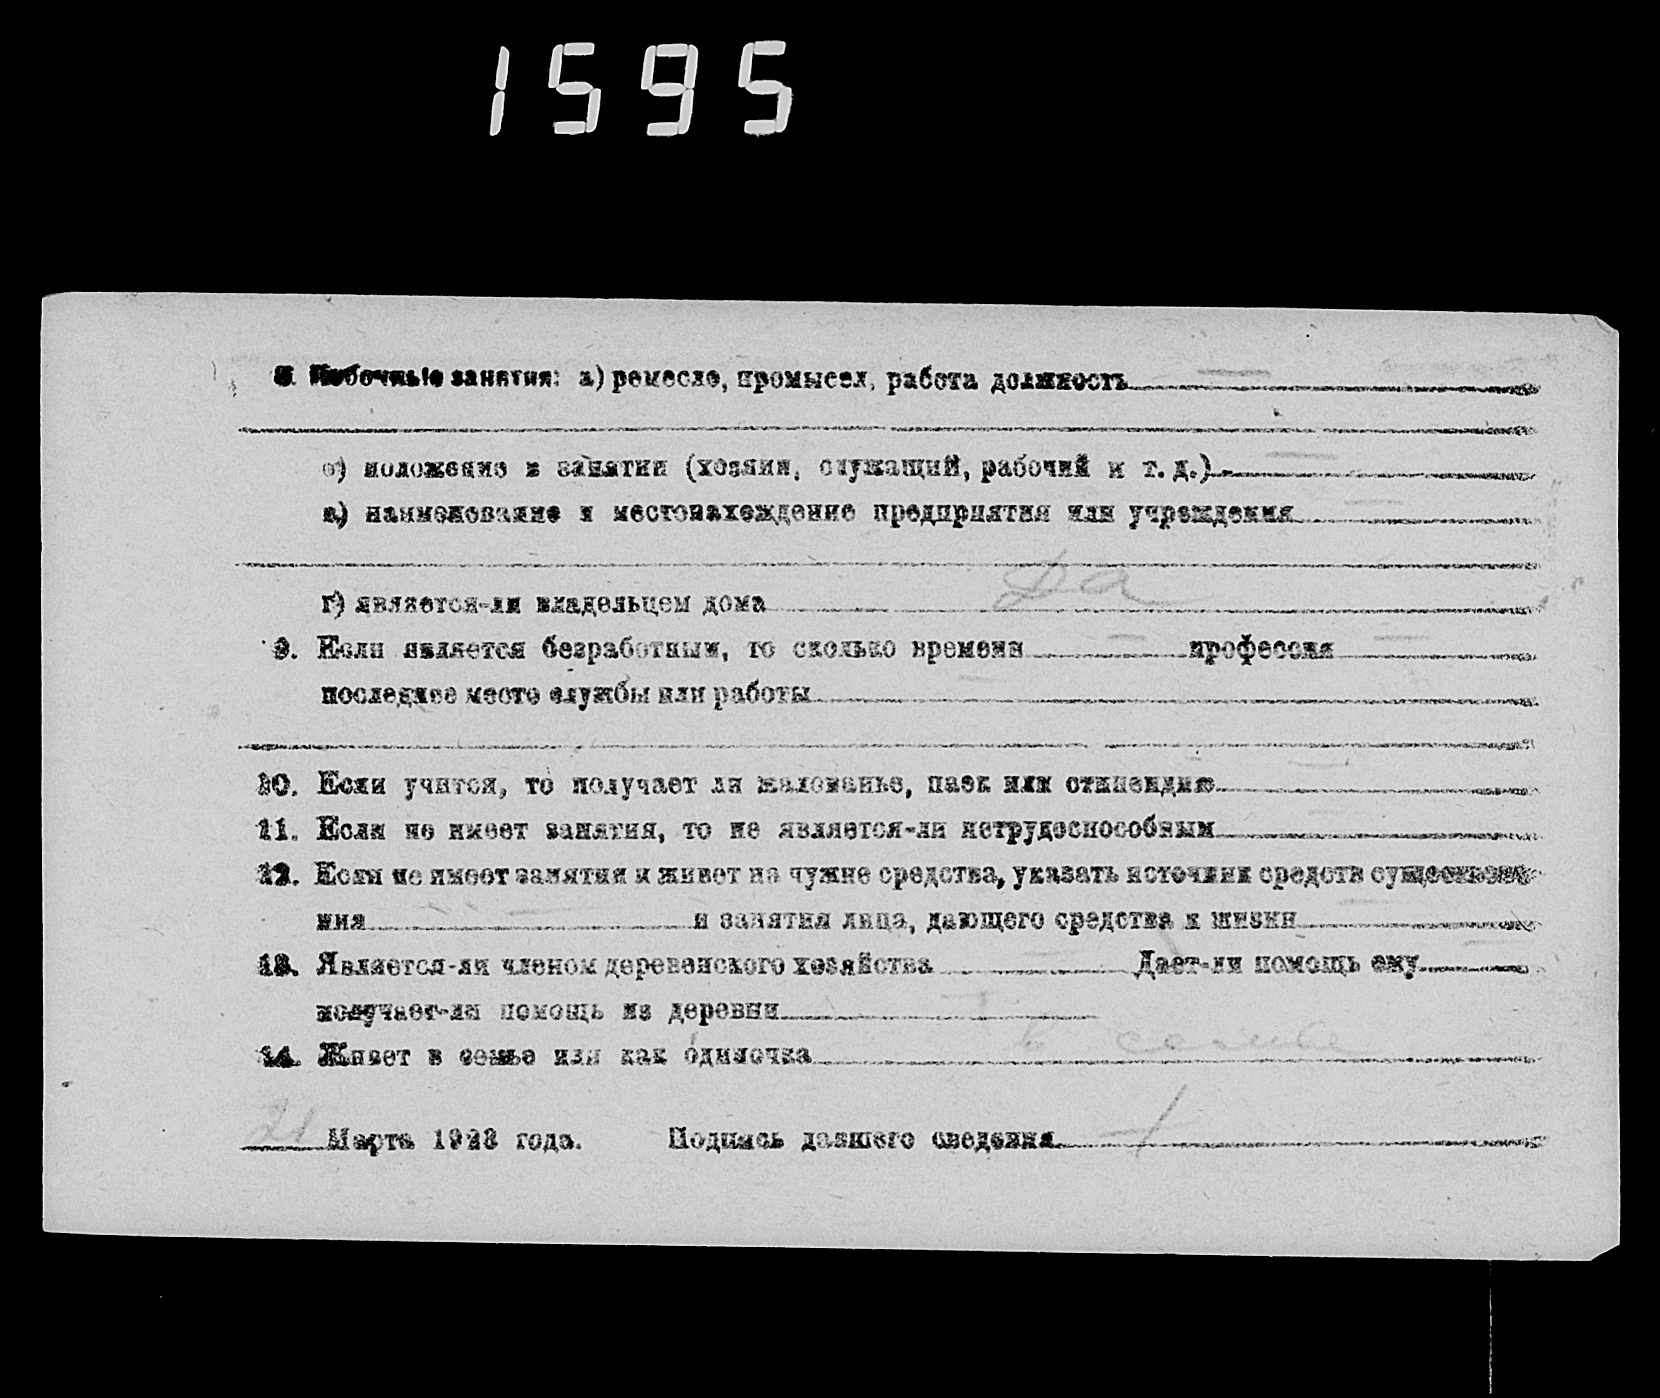 1595
8. Побочные занятия: а) ремесло, промысел, работа должность —
б) положение в занятии (хозяин, служащий, рабочий и т. д.) —
в) наименование и местонахождение предприятия или учреждения —
г) является-ли владельцем дома Да
9. Если является безработным, то сколько времени — профессия —
последнее место службы или работы —
10. Если учится, то получает ли жалованье, паек или стипендию —
11. Если не имеет занятия, то не является-ли нетрудоспособным —
12. Если не имеет занятия и живет на чужие средства, указать источник средств существова-
ния — и занятия лица, дающего средства к жизни —
13. Является-ли членом деревенского хозяйства — Дает-ли помощь ему —
получает-ли помощь из деревни —
14. Живет в семье или как одиночка в семье
21 Марта 1923 года. Подпись давшего сведения